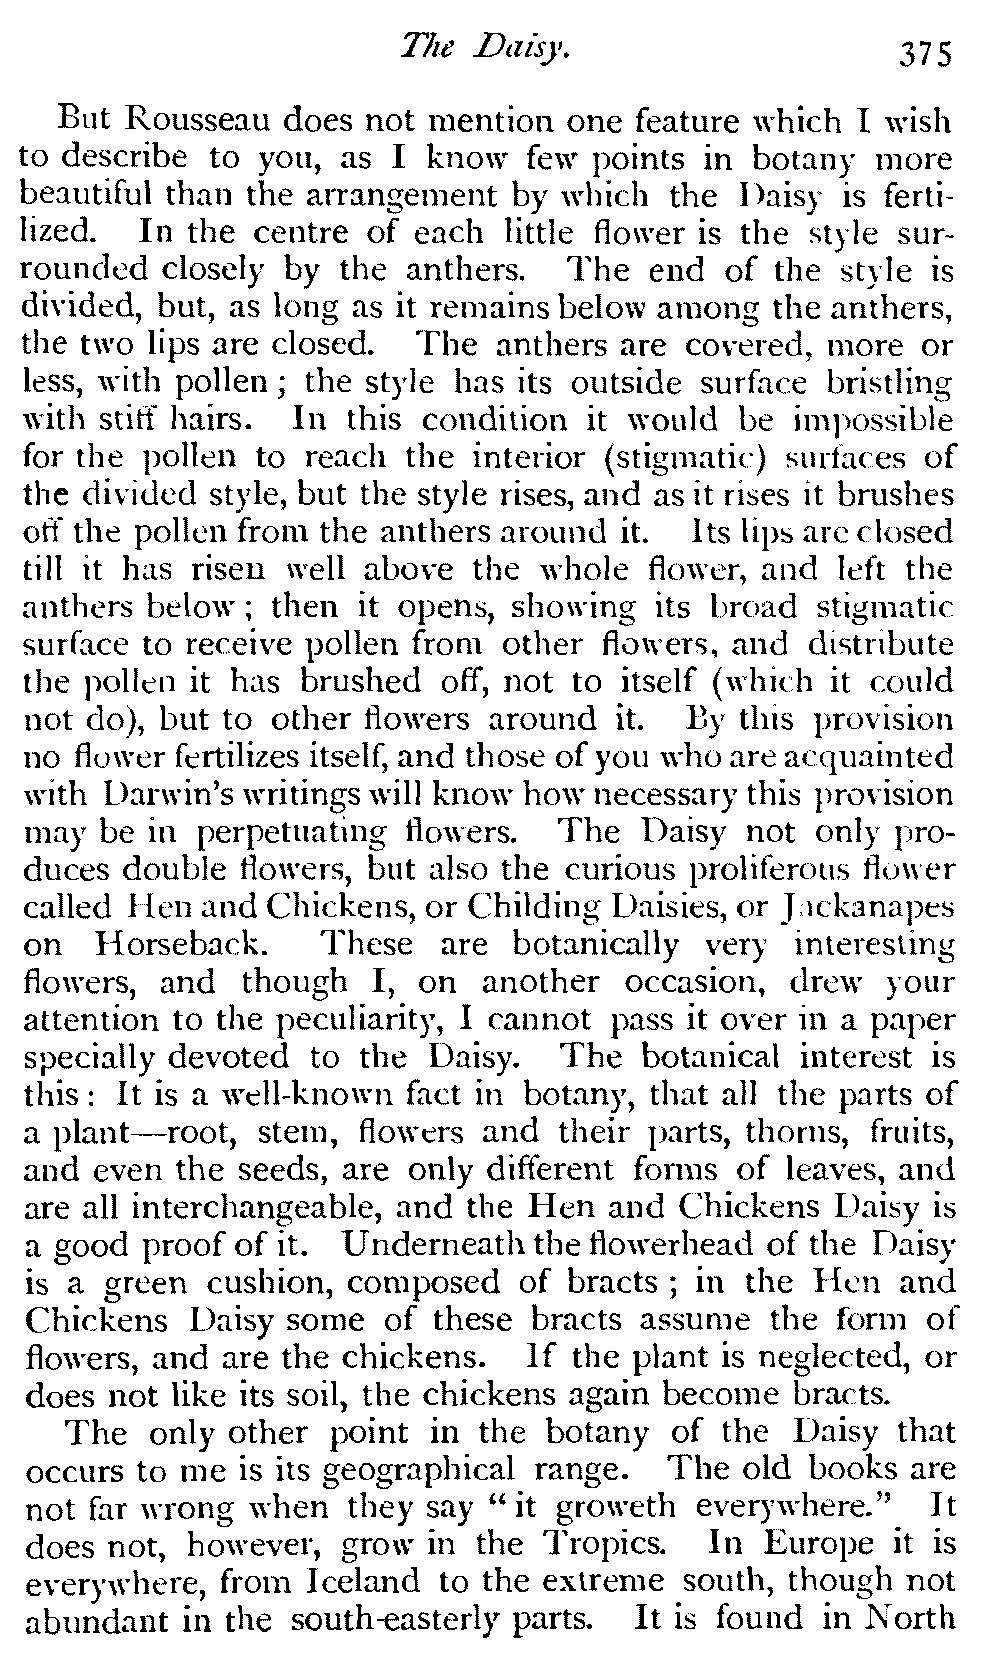 The Daisy. 375
But Rousseau does not mention one feature which I wish
to describe to you, as I know few points in botany more
beautiful than the arrangement by which the Daisy is ferti-
lized. In the centre of each little flower is the style sur-
rounded closely by the anthers. The end of the style is
divided, but, as long as it remains below among the anthers,
the two lips are closed. The anthers are covered, more or
less, with pollen ; the style has its outside surface bristling
with stiff hairs. In this condition it would be impossible
for the pollen to reach the interior (stigmatic) surfaces of
the divided style, but the style rises, and as it rises it brushes
off the pollen from the anthers around it. Its lips are closed
till it has risen well above the whole flower, and left the
anthers below ; then it opens, showing its broad stigmatic
surface to receive pollen from other flowers, and distribute
the pollen it has brushed off, not to itself (which it could
not do), but to other flowers around it. By this provision
no flower fertilizes itself, and those of you who are acquainted
with Darwin's writings will know how necessary this provision
may be in perpetuating flowers. The Daisy not only pro-
duces double flowers, but also the curious proliferous flower
called Hen and Chickens, or Childing Daisies, or Jackanapes
on Horseback. These are botanically very interesting
flowers, and though I, on another occasion, drew your
attention to the peculiarity, I cannot pass it over in a paper
specially devoted to the Daisy. The botanical interest is
this : It is a well-known fact in botany, that all the parts of
a plant—root, stem, flowers and their parts, thorns, fruits,
and even the seeds, are only different forms of leaves, and
are all interchangeable, and the Hen and Chickens Daisy is
a good proof of it. Underneath the flowerhead of the Daisy
is a green cushion, composed of bracts ; in the Hen and
Chickens Daisy some of these bracts assume the form of
flowers, and are the chickens. If the plant is neglected, or
does not like its soil, the chickens again become bracts.
The only other point in the botany of the Daisy that
occurs to me is its geographical range. The old books are
not far wrong when they say “ it groweth everywhere.” It
does not, however, grow in the Tropics. In Europe it is
everywhere, from Iceland to the extreme south, though not
abundant in the south-easterly parts. It is found in North